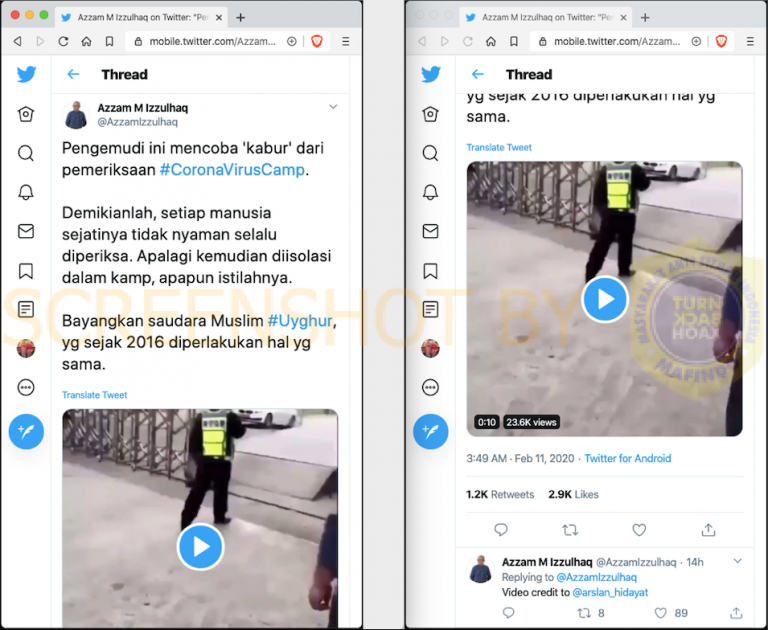 Azzam M Izzulhaq on Twitter: "Pe
mobile.twitter.com/Azzam...
Thread
Azzam M Izzulhaq
@AzzamIzzulhaq
Pengemudi ini mencoba 'kabur' dari
pemeriksaan #CoronaVirusCamp.
Demikianlah, setiap manusia
sejatinya tidak nyaman selalu
diperiksa. Apalagi kemudian diisolasi
dalam kamp, apapun istilahnya.
Bayangkan saudara Muslim #Uyghur,
yg sejak 2016 diperlakukan hal yg
sama.
Translate Tweet
Azzam M Izzulhaq on Twitter: "Pe
mobile.twitter.com/Azzam...
Thread
yg sejak 2016 diperlakukan hal yg
sama.
Translate Tweet
0:10 23.6K views
3:49 AM · Feb 11, 2020 · Twitter for Android
1.2K Retweets 2.9K Likes
Azzam M Izzulhaq @AzzamIzzulhaq · 14h
Replying to @AzzamIzzulhaq
Video credit to @arslan_hidayat
8 89
SCREENSHOT BY
MASYARAKAT ANTI FITNAH INDONESIA
TURN
BACK
HOAX
MAFINDO